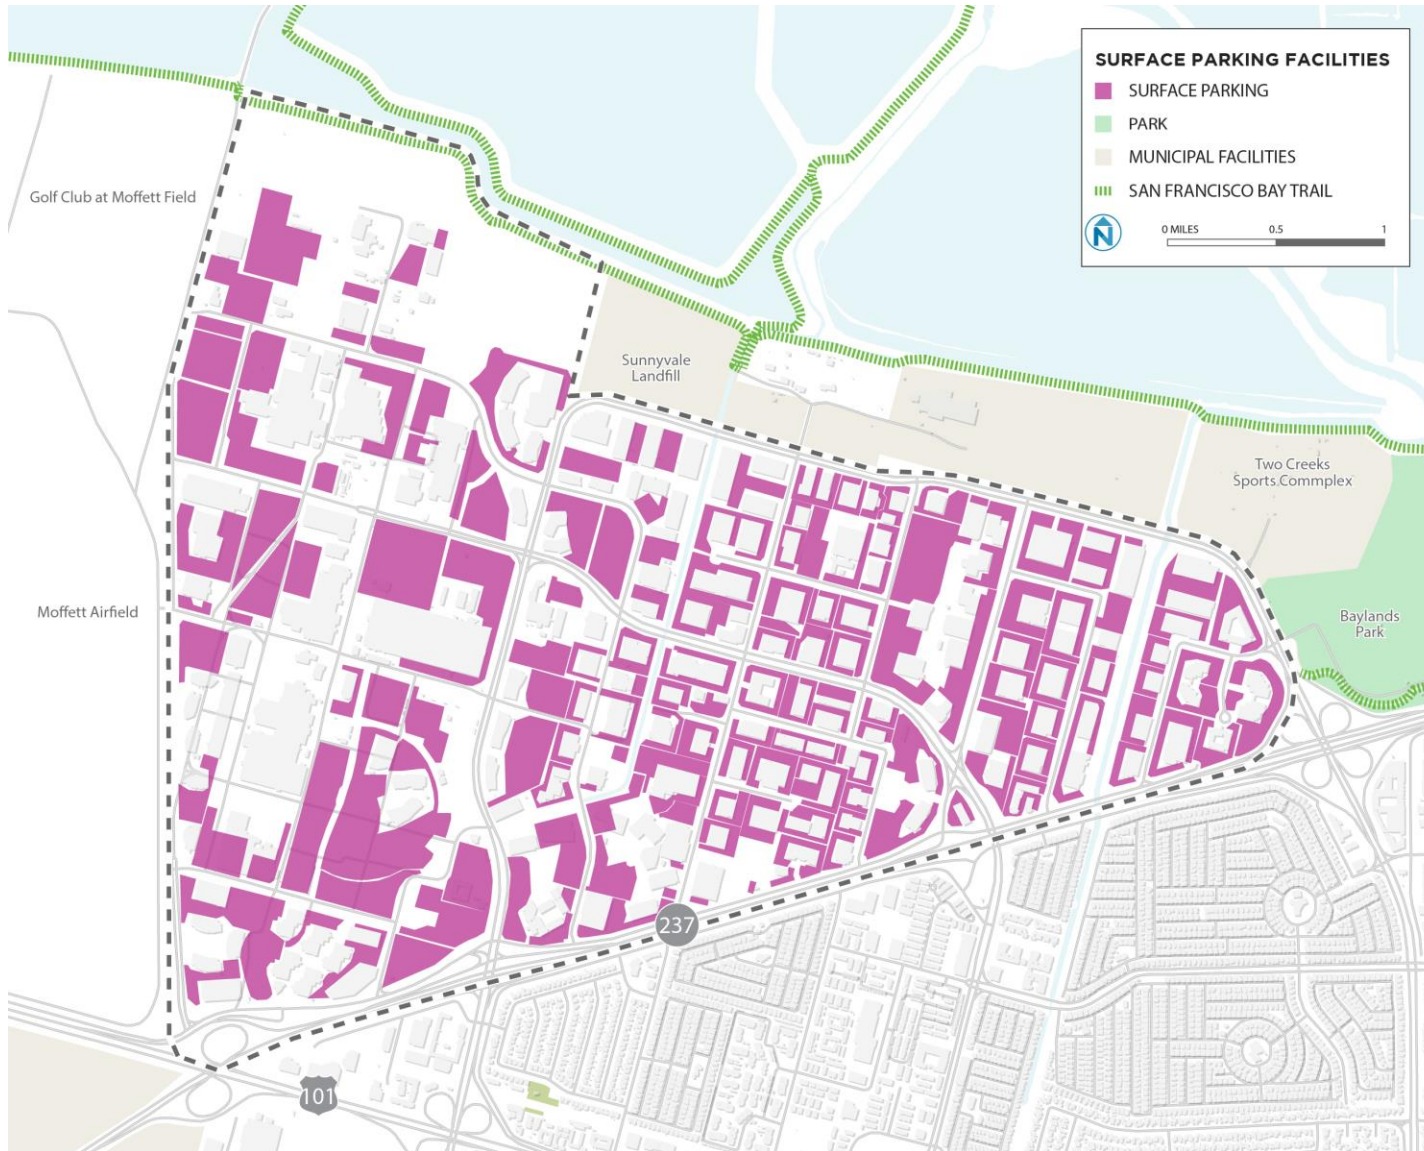 SURFACE PARKING FACILITIES
SURFACE PARKING
PARK
MUNICIPAL FACILITIES
SAN FRANCISCO BAY TRAIL
N
0 MILES 0.5 1
Golf Club at Moffett Field
Sunnyvale
Landfill
Two Creeks
Sports Commplex
Moffett Airfield
Baylands
Park
237
101